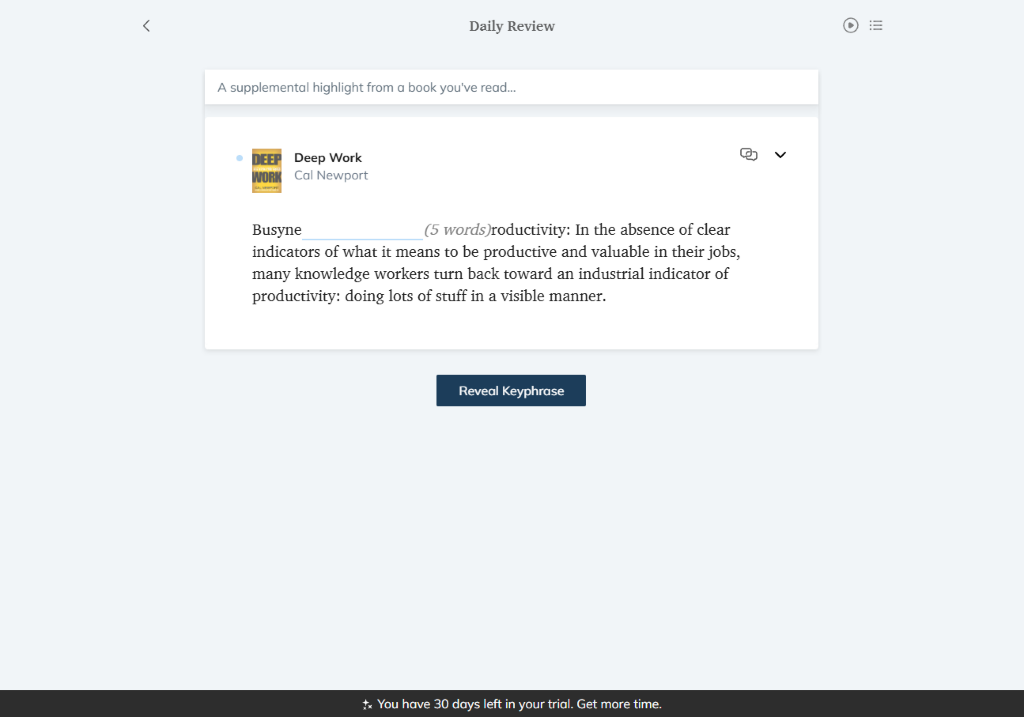 Daily Review
A supplemental highlight from a book you've read...
DEEP
WORK
Deep Work
Cal Newport
Busyne______________(5 words)roductivity: In the absence of clear
indicators of what it means to be productive and valuable in their jobs,
many knowledge workers turn back toward an industrial indicator of
productivity: doing lots of stuff in a visible manner.
Reveal Keyphrase
You have 30 days left in your trial. Get more time.